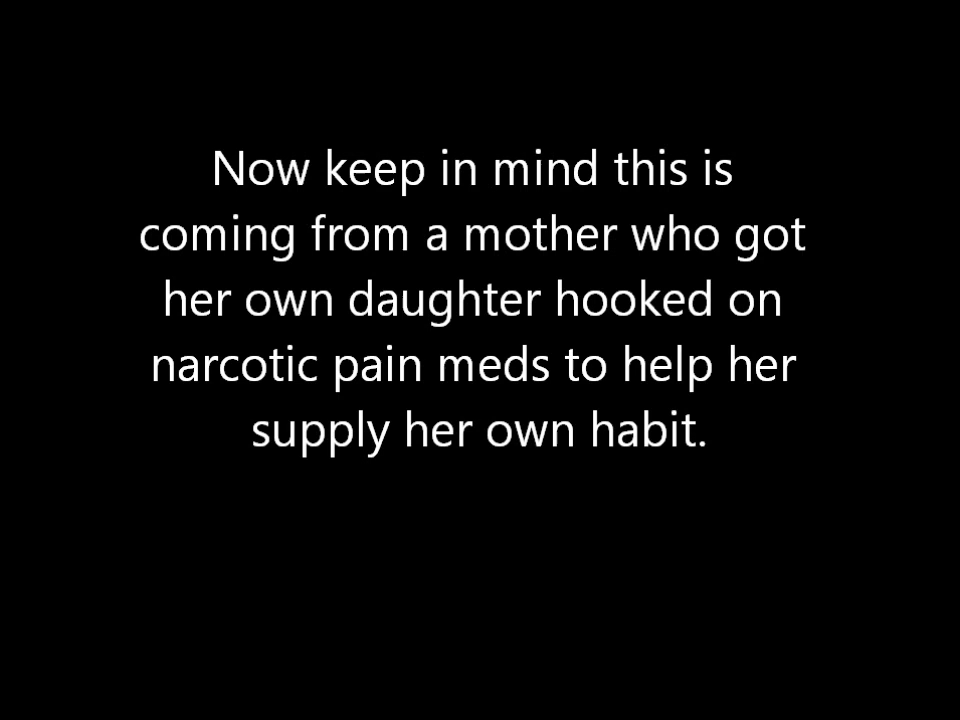 Now keep in mind this is
coming from a mother who got
her own daughter hooked on
narcotic pain meds to help her
supply her own habit.